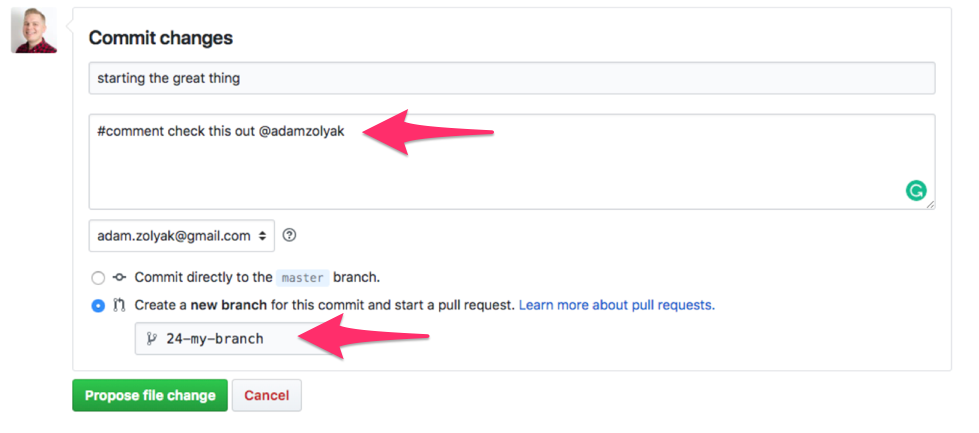 Commit changes
starting the great thing
#comment check this out @adamzolyak
adam.zolyak@gmail.com
Commit directly to the master branch.
Create a new branch for this commit and start a pull request. Learn more about pull requests.
24-my-branch
Propose file change Cancel